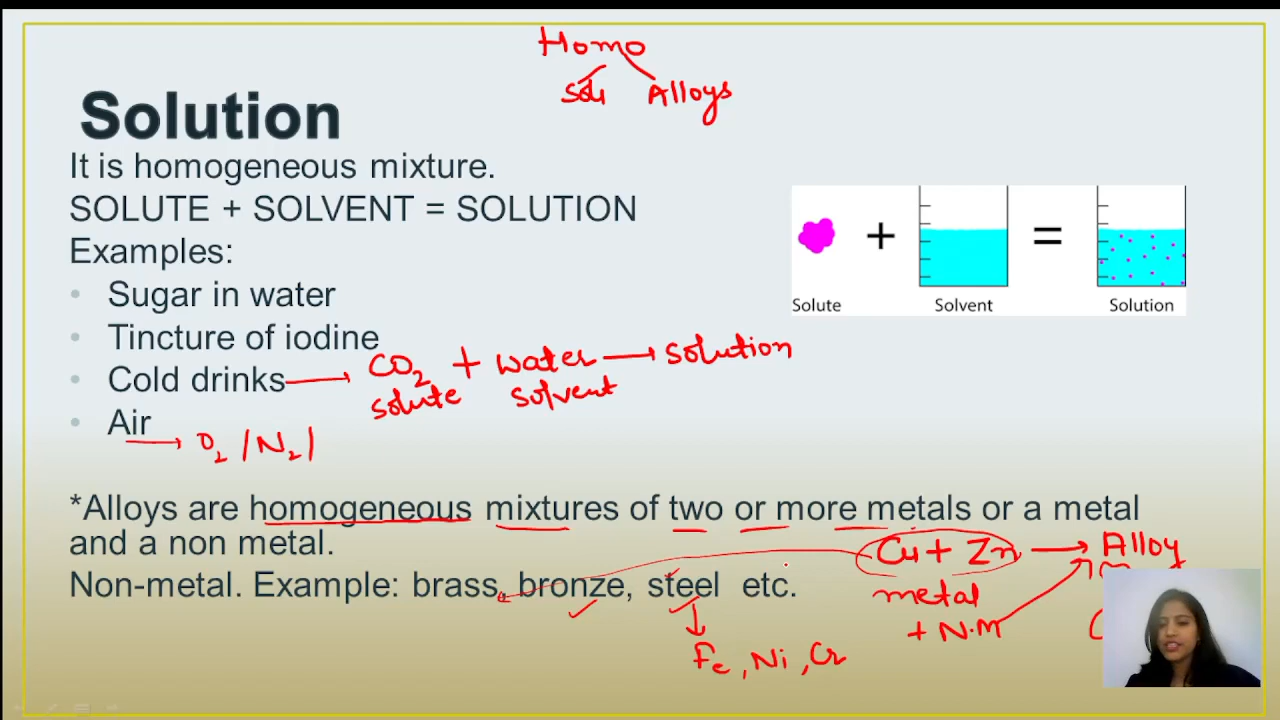 Homo
Soln Alloys
Solution
It is homogeneous mixture.
SOLUTE + SOLVENT = SOLUTION
Examples:
• Sugar in water
• Tincture of iodine
• Cold drinks → CO2 + water → solution
solute solvent
• Air → O2 / N2 /
Solute + Solvent = Solution
*Alloys are homogeneous mixtures of two or more metals or a metal
and a non metal.
Cu + Zn → Alloy
Non-metal. Example: brass, bronze, steel etc.
metal
+ N.M
Fe, Ni, Cr